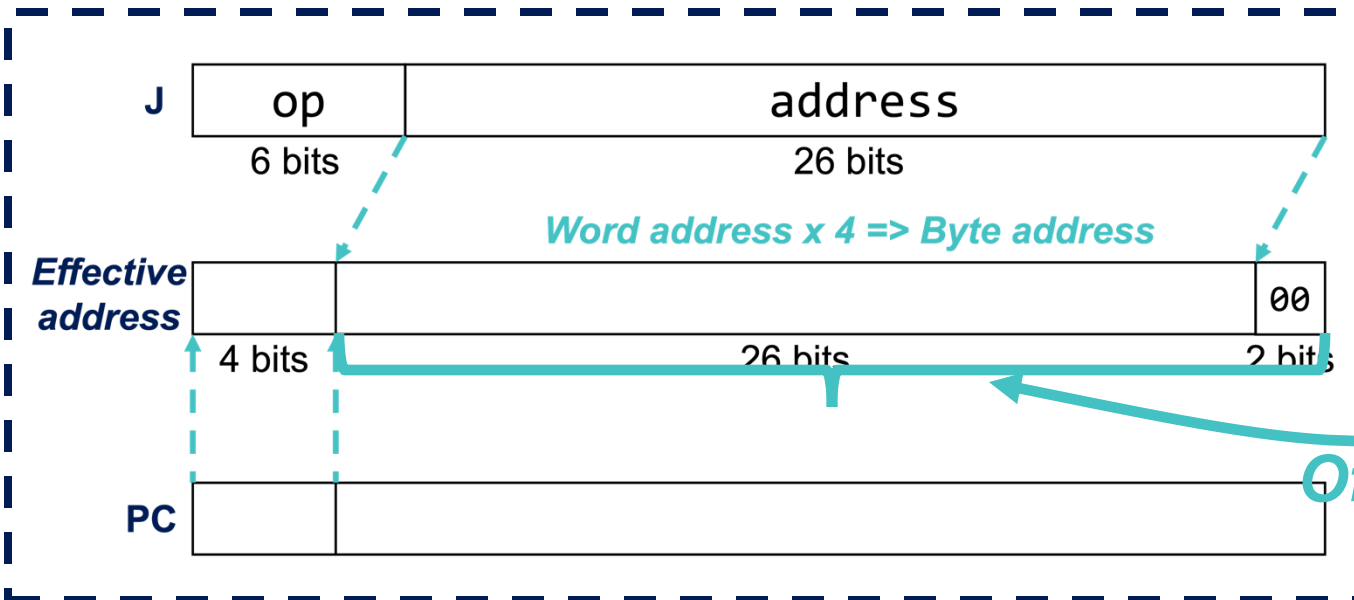 J op address
6 bits 26 bits
Word address x 4 => Byte address
Effective
address
00
4 bits 26 bits 2 bits
PC